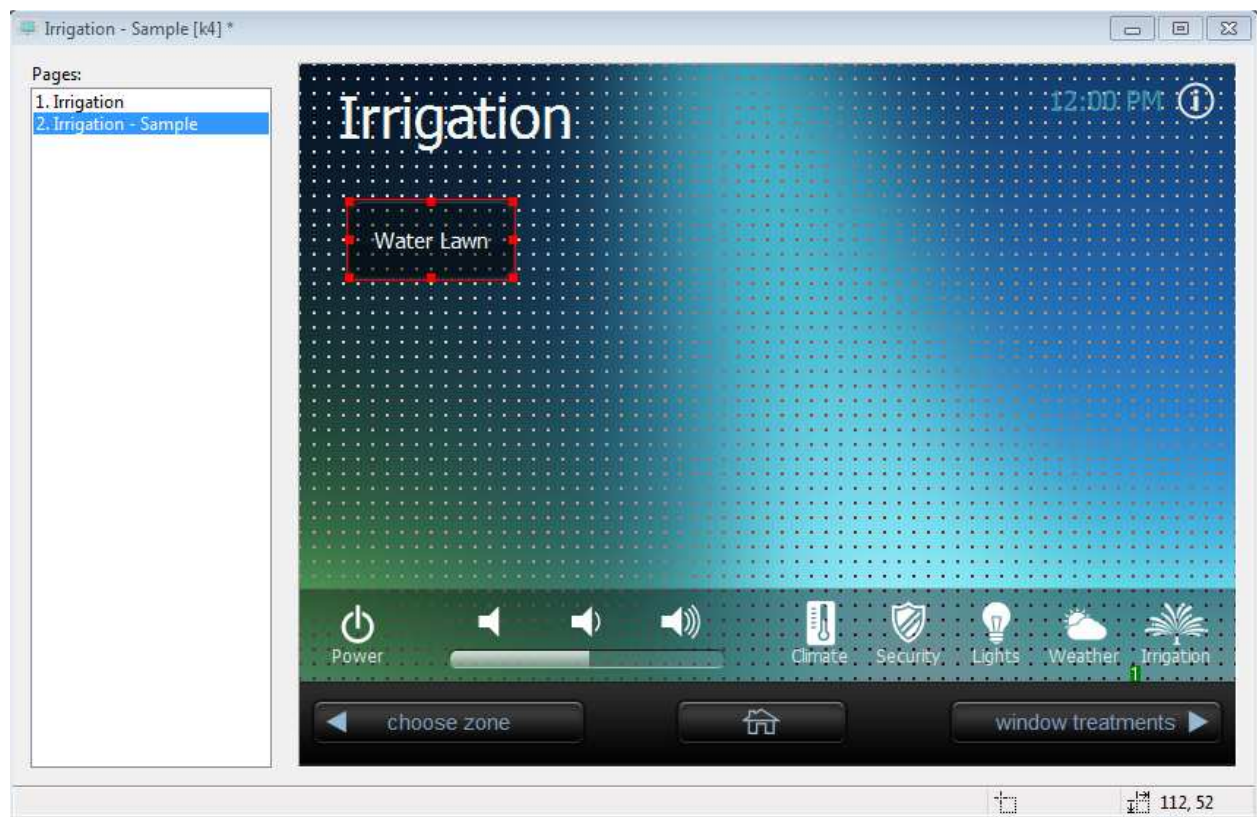 Irrigation - Sample [k4] *
Pages:
1. Irrigation
2. Irrigation - Sample
Irrigation
12:00 PM
Water Lawn
Power
Climate
Security
Lights
Weather
Irrigation
1
choose zone
window treatments
112, 52